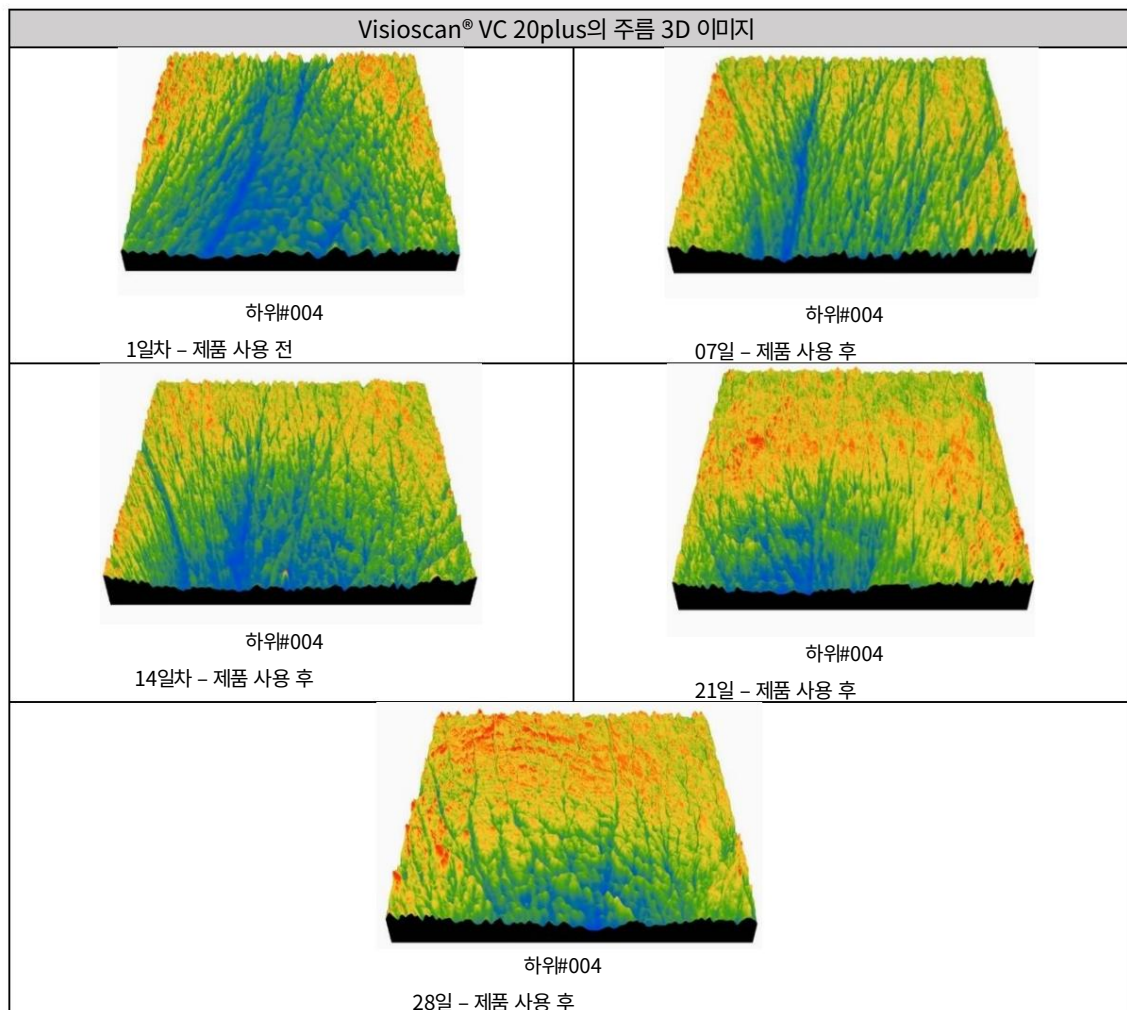 Visioscan® VC 20plus의 주름 3D 이미지
하위#004
1일차 – 제품 사용 전
하위#004
07일 – 제품 사용 후
하위#004
14일차 – 제품 사용 후
하위#004
21일 – 제품 사용 후
하위#004
28일 – 제품 사용 후